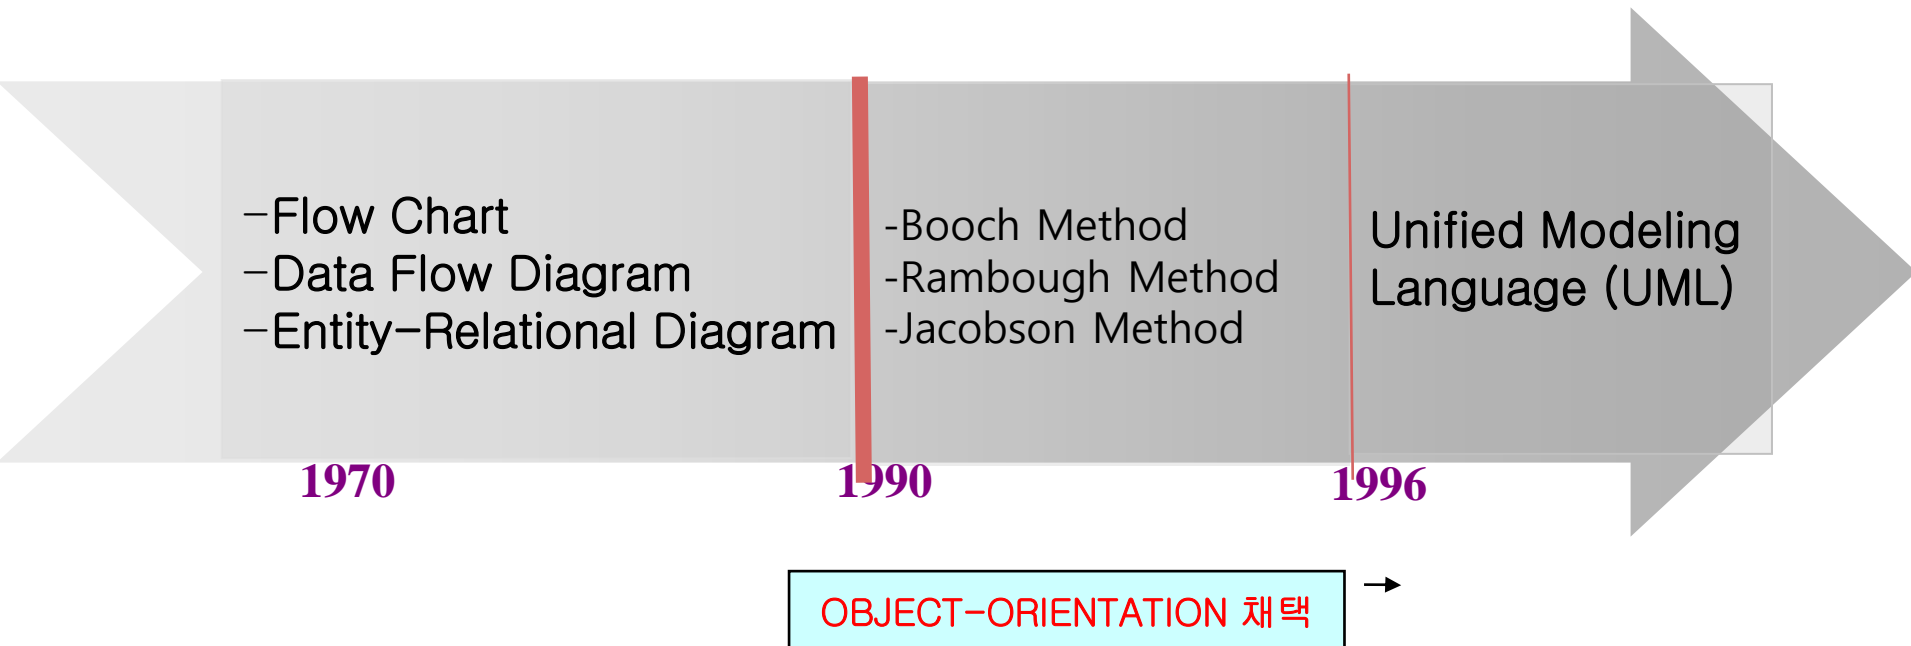 -Flow Chart
-Data Flow Diagram
-Entity-Relational Diagram
-Booch Method
-Rambough Method
-Jacobson Method
Unified Modeling
Language (UML)
1970
1990
1996
OBJECT-ORIENTATION 채택